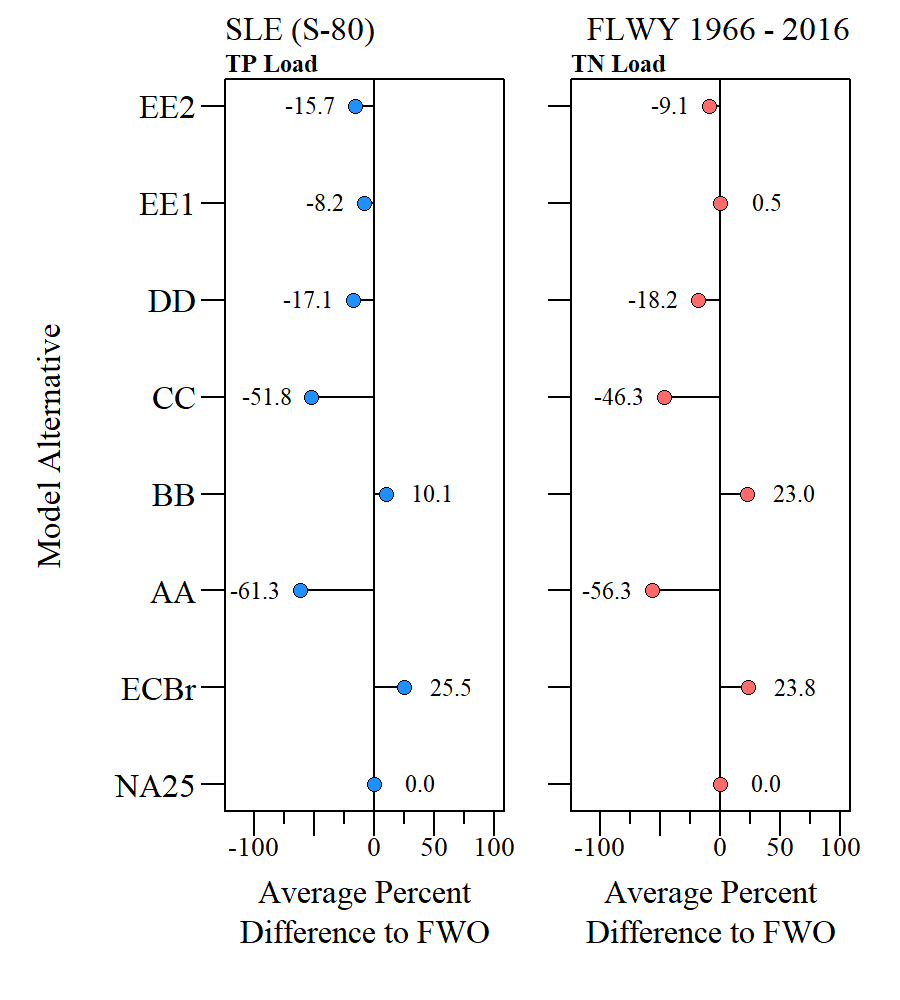 SLE (S-80)
FLWY 1966 - 2016
TP Load
TN Load
EE2
-15.7
-9.1
EE1
-8.2
0.5
DD
-17.1
-18.2
CC
-51.8
-46.3
BB
10.1
23.0
AA
-61.3
-56.3
ECBr
25.5
23.8
NA25
0.0
0.0
Model Alternative
-100 0 50 100
-100 0 50 100
Average Percent
Difference to FWO
Average Percent
Difference to FWO